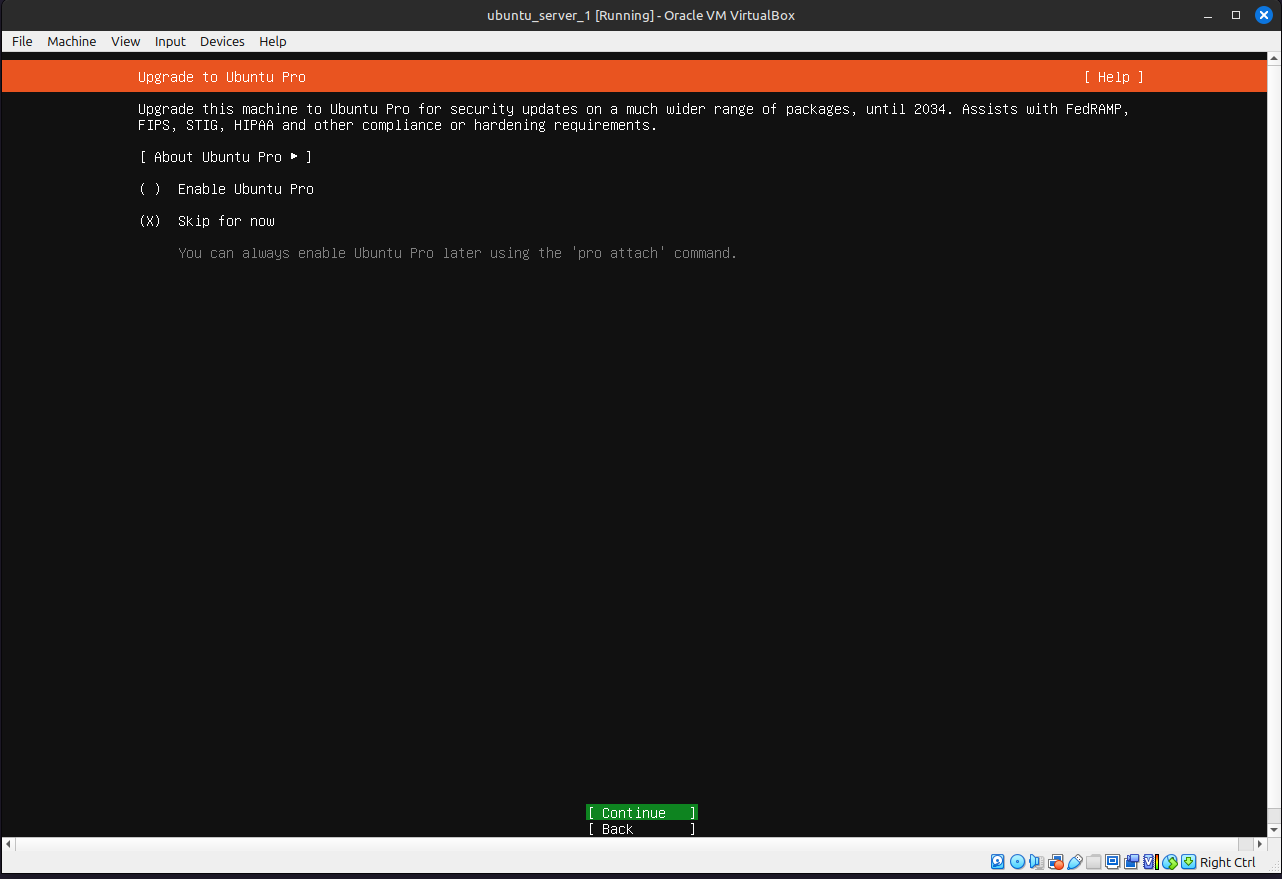 ubuntu_server_1 [Running] - Oracle VM VirtualBox
File Machine View Input Devices Help
Upgrade to Ubuntu Pro [ Help ]
Upgrade this machine to Ubuntu Pro for security updates on a much wider range of packages, until 2034. Assists with FedRAMP,
FIPS, STIG, HIPAA and other compliance or hardening requirements.
[ About Ubuntu Pro ▸ ]
( ) Enable Ubuntu Pro
(X) Skip for now
You can always enable Ubuntu Pro later using the 'pro attach' command.
[ Continue ]
[ Back ]
Right Ctrl